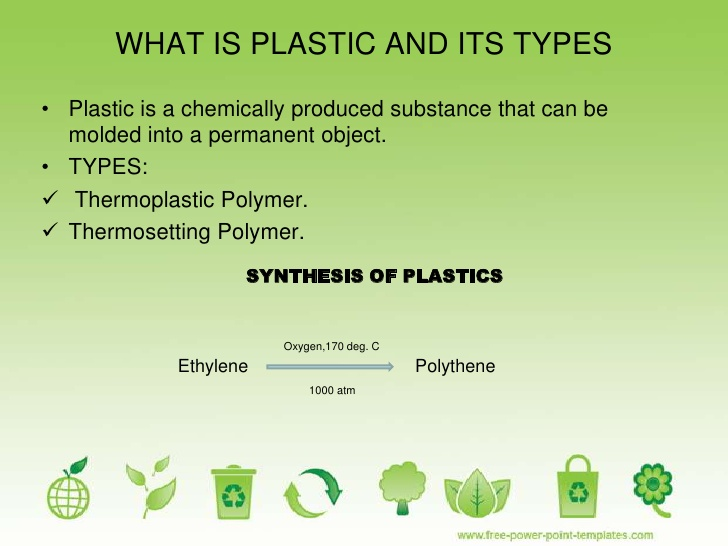 WHAT IS PLASTIC AND ITS TYPES
• Plastic is a chemically produced substance that can be
molded into a permanent object.
• TYPES:
✓ Thermoplastic Polymer.
✓ Thermosetting Polymer.
SYNTHESIS OF PLASTICS
Oxygen,170 deg. C
Ethylene Polythene
1000 atm
www.free-power-point-templates.com